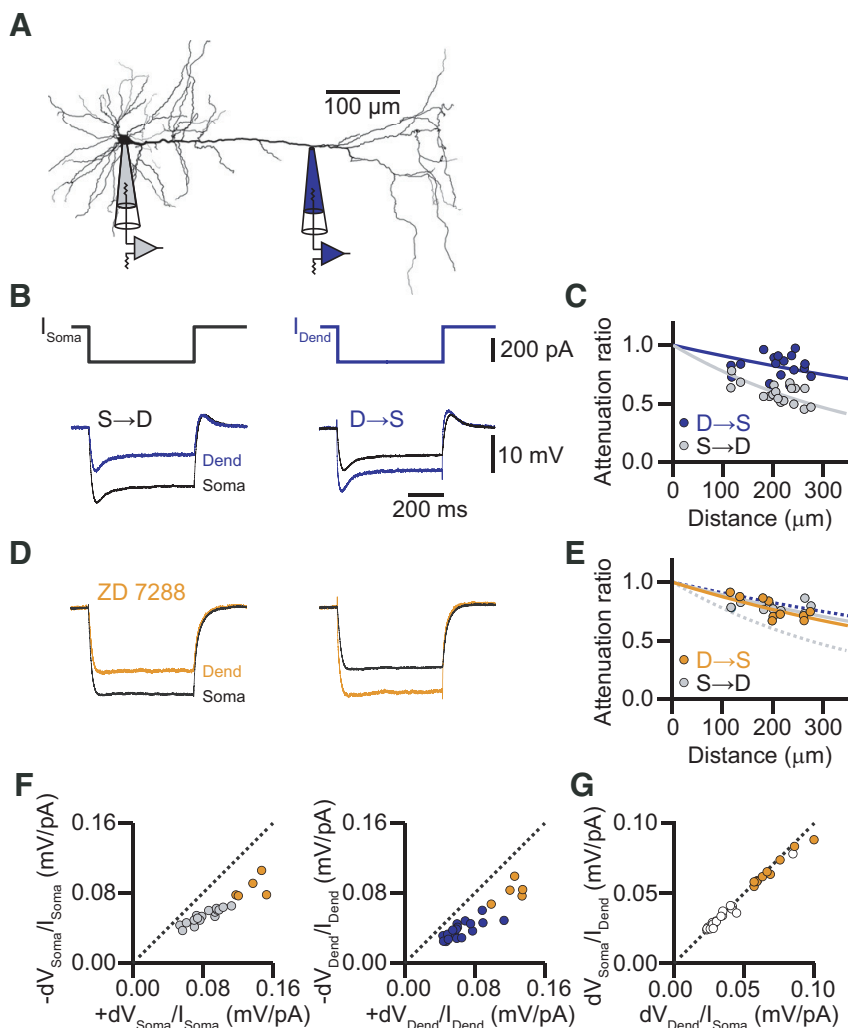 A
100 µm
B
I_Soma
I_Dend
200 pA
S→D
D→S
Dend
Soma
10 mV
200 ms
C
Attenuation ratio
1.0
0.5
0.0
D→S
S→D
0 100 200 300
Distance (µm)
D
ZD 7288
Dend
Soma
E
Attenuation ratio
1.0
0.5
0.0
D→S
S→D
0 100 200 300
Distance (µm)
F
-dV_Soma/I_Soma (mV/pA)
0.16
0.08
0.00
0.00 0.08 0.16
+dV_Soma/I_Soma (mV/pA)
-dV_Dend/I_Dend (mV/pA)
0.16
0.08
0.00
0.00 0.08 0.16
+dV_Dend/I_Dend (mV/pA)
G
dV_Soma/I_Dend (mV/pA)
0.10
0.05
0.00
0.00 0.05 0.10
dV_Dend/I_Soma (mV/pA)